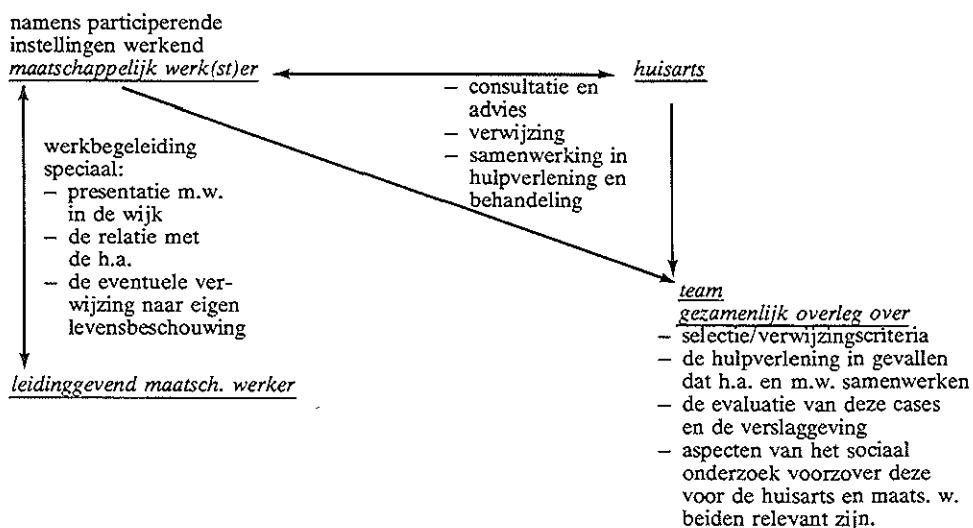 namens participerende
instellingen werkend
maatschappelijk werk(st)er
huisarts
– consultatie en
advies
– verwijzing
– samenwerking in
hulpverlening en
behandeling
werkbegeleiding
speciaal:
– presentatie m.w.
in de wijk
– de relatie met
de h.a.
– de eventuele ver-
wijzing naar eigen
levensbeschouwing
leidinggevend maatsch. werker
team
gezamenlijk overleg over
– selectie/verwijzingscriteria
– de hulpverlening in gevallen
dat h.a. en m.w. samenwerken
– de evaluatie van deze cases
en de verslaggeving
– aspecten van het sociaal
onderzoek voorzover deze
voor de huisarts en maats. w.
beiden relevant zijn.